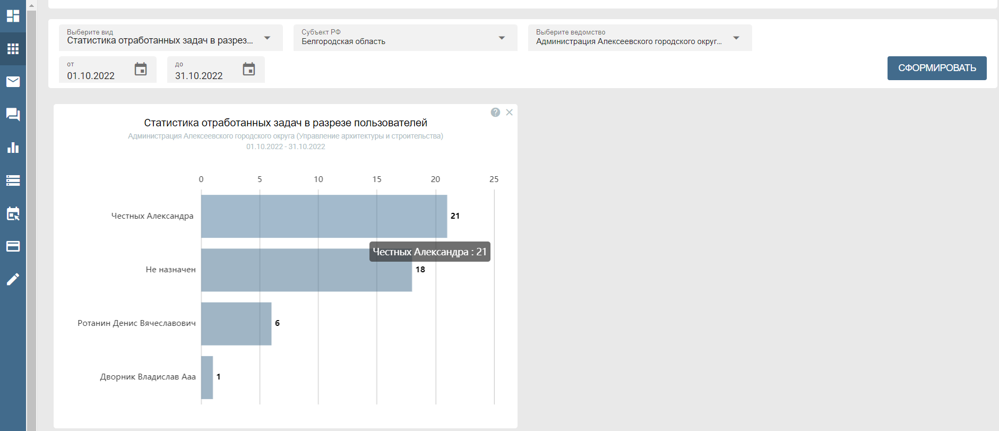 Выберите вид
Статистика отработанных задач в разрез...
Субъект РФ
Белгородская область
Выберите ведомство
Администрация Алексеевского городского округ...
от
01.10.2022
до
31.10.2022
СФОРМИРОВАТЬ
Статистика отработанных задач в разрезе пользователей
Администрация Алексеевского городского округа (Управление архитектуры и строительства)
01.10.2022 - 31.10.2022
0 5 10 15 20 25
Честных Александра 21
Честных Александра : 21
Не назначен 18
Ротанин Денис Вячеславович 6
Дворник Владислав Ааа 1